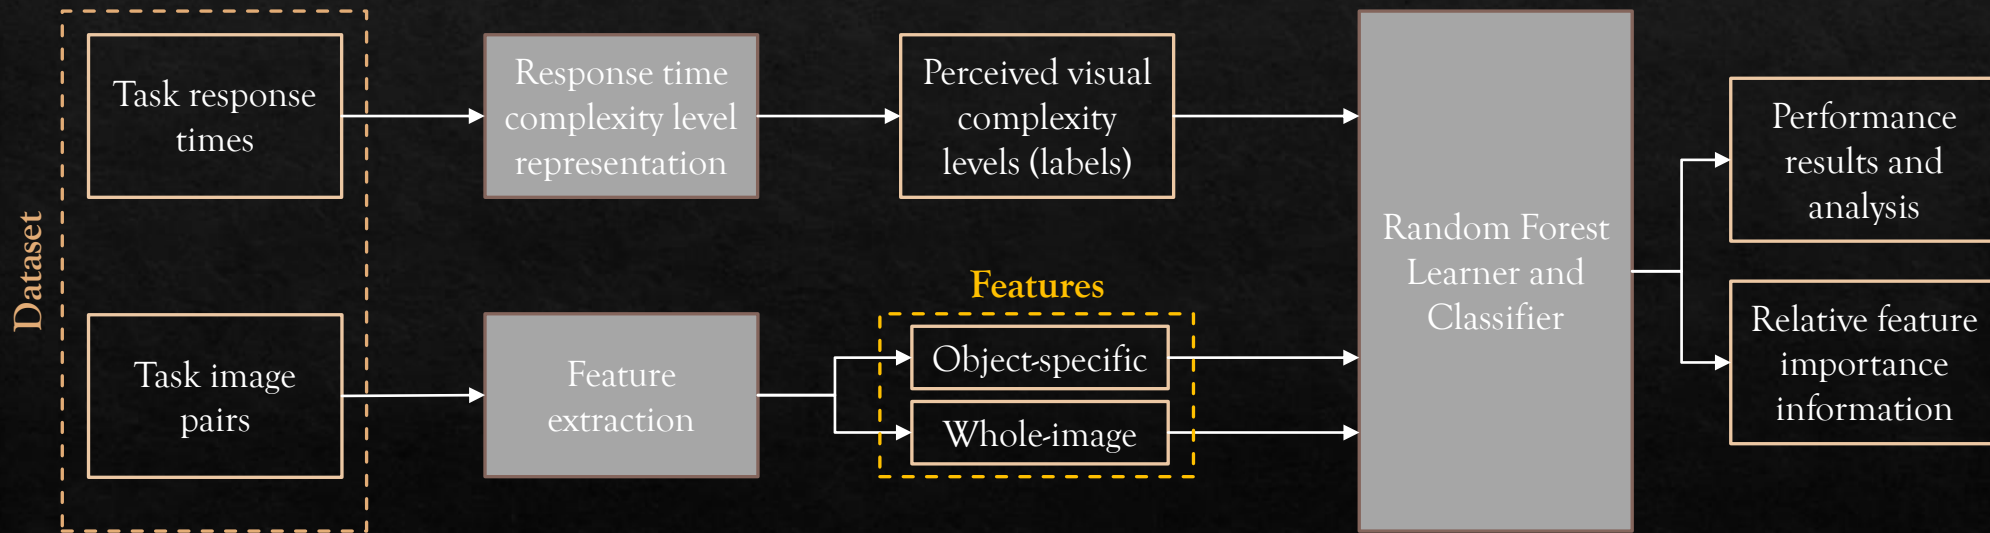 Dataset
Task response
times
Response time
complexity level
representation
Perceived visual
complexity
levels (labels)
Task image
pairs
Feature
extraction
Features
Object-specific
Whole-image
Random Forest
Learner and
Classifier
Performance
results and
analysis
Relative feature
importance
information